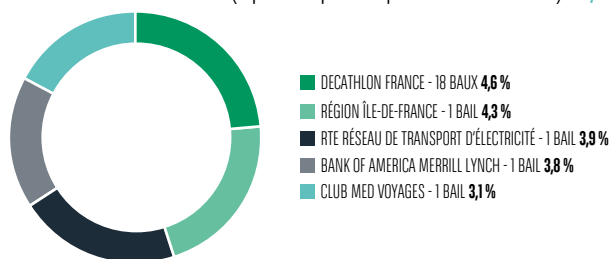 DECATHLON FRANCE - 18 BAUX 4,6 %
RÉGION ÎLE-DE-FRANCE - 1 BAIL 4,3 %
RTE RÉSEAU DE TRANSPORT D'ÉLECTRICITÉ - 1 BAIL 3,9 %
BANK OF AMERICA MERRILL LYNCH - 1 BAIL 3,8 %
CLUB MED VOYAGES - 1 BAIL 3,1 %